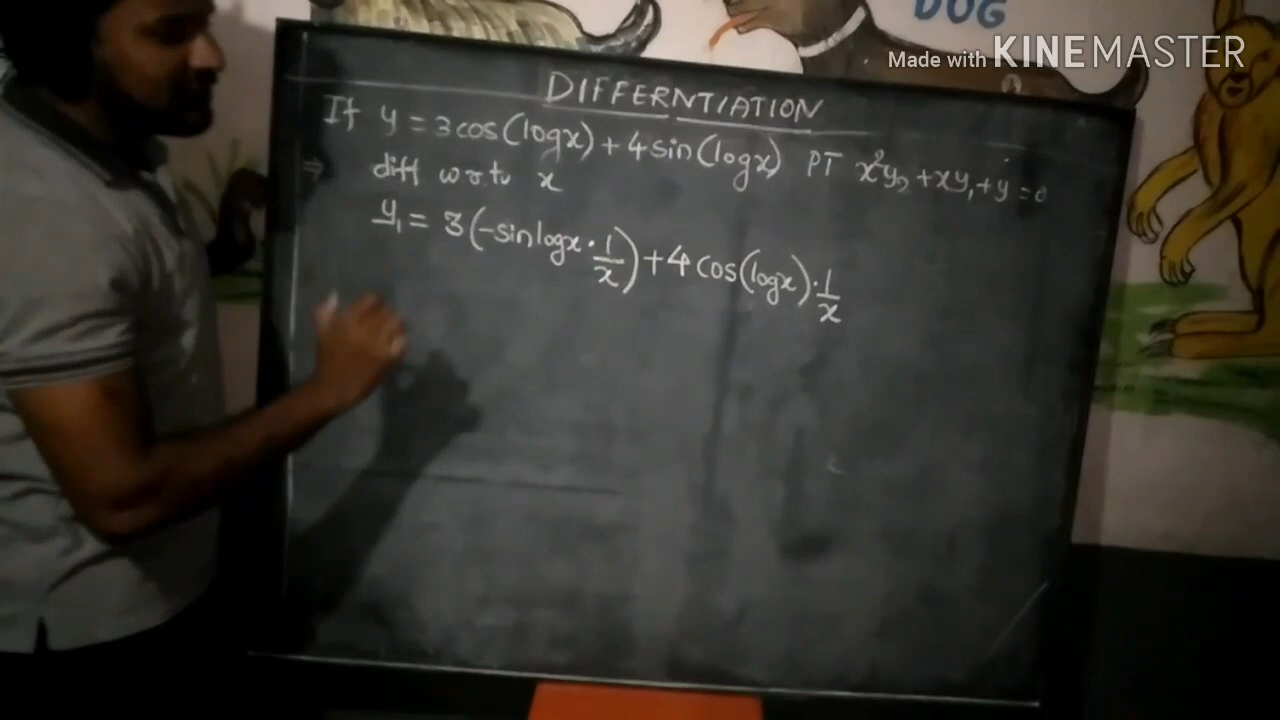 DOG
Made with KINEMASTER
DIFFERNTIATION
If y = 3cos(logx) + 4sin(logx) PT x²y₂ + xy₁ + y = 0
⇒ diff w r to x
y₁ = 3(-sinlogx · 1/x) + 4cos(logx) · 1/x